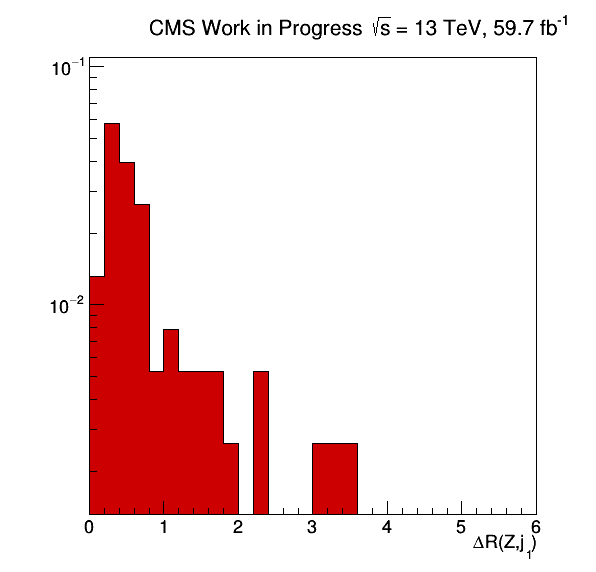 CMS Work in Progress √s = 13 TeV, 59.7 fb⁻¹
10⁻¹
10⁻²
0 1 2 3 4 5 6
ΔR(Z,j₁)